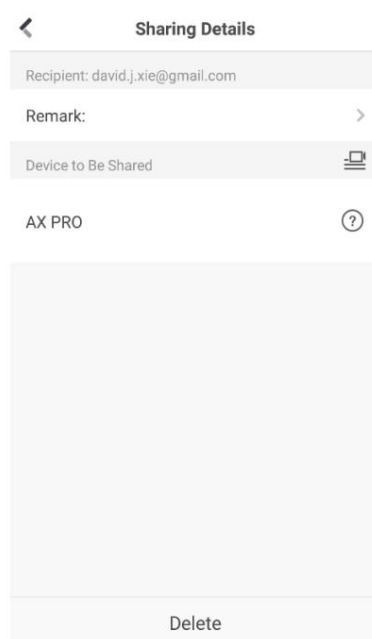 Sharing Details
Recipient: david.j.xie@gmail.com
Remark:
Device to Be Shared
AX PRO
?
Delete